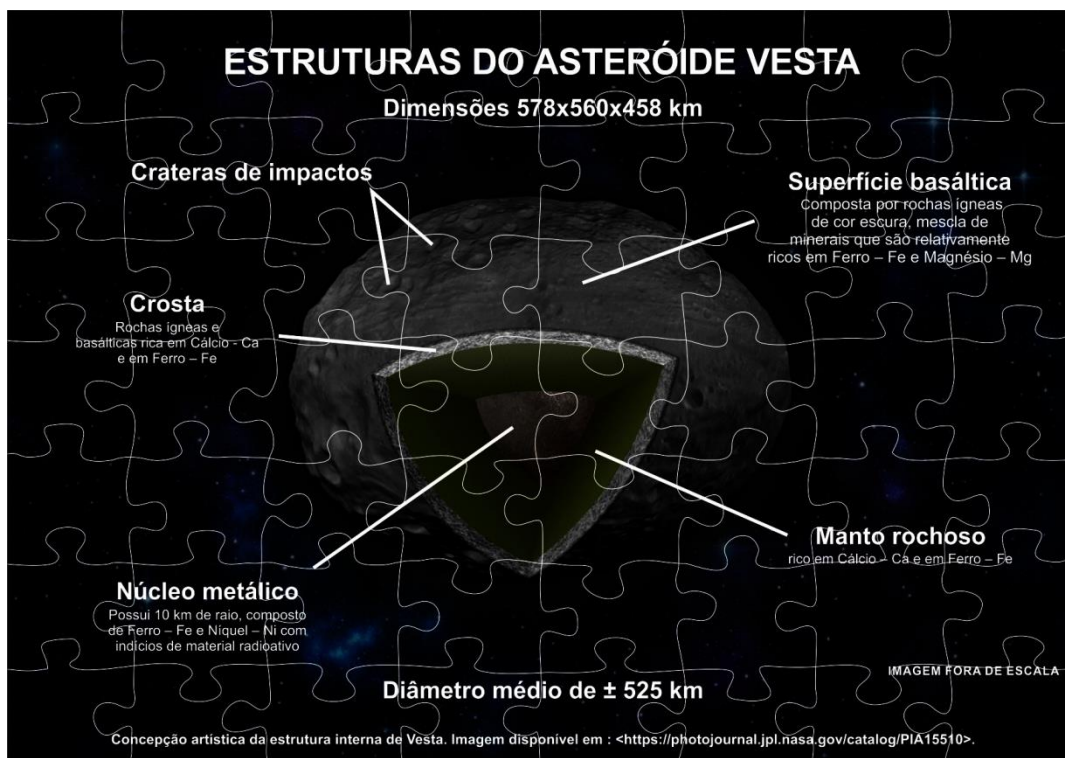 ESTRUTURAS DO ASTERÓIDE VESTA
Dimensões 578x560x458 km
Crateras de impactos
Superfície basáltica
Composta por rochas ígneas
de cor escura, mescla de
minerais que são relativamente
ricos em Ferro – Fe e Magnésio – Mg
Crosta
Rochas ígneas e
basálticas rica em Cálcio - Ca
e em Ferro – Fe
Manto rochoso
rico em Cálcio – Ca e em Ferro – Fe
Núcleo metálico
Possui 10 km de raio, composto
de Ferro – Fe e Níquel – Ni com
indícios de material radioativo
IMAGEM FORA DE ESCALA
Diâmetro médio de ± 525 km
Concepção artística da estrutura interna de Vesta. Imagem disponível em : <https://photojournal.jpl.nasa.gov/catalog/PIA15510>.